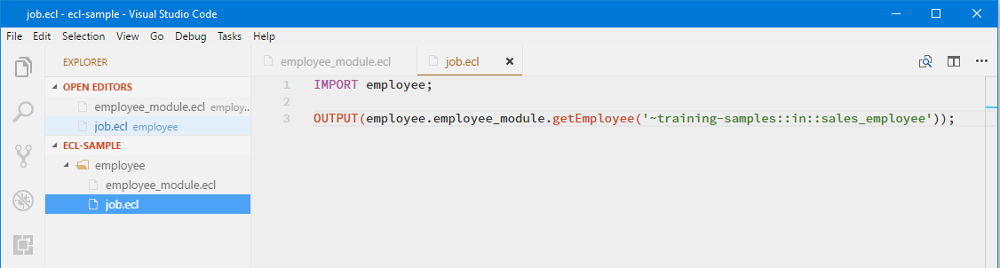 job.ecl - ecl-sample - Visual Studio Code
File Edit Selection View Go Debug Tasks Help
EXPLORER
employee_module.ecl job.ecl
OPEN EDITORS
employee_module.ecl employ...
job.ecl employee
ECL-SAMPLE
employee
employee_module.ecl
job.ecl
1 IMPORT employee;
2
3 OUTPUT(employee.employee_module.getEmployee('~training-samples::in::sales_employee'));